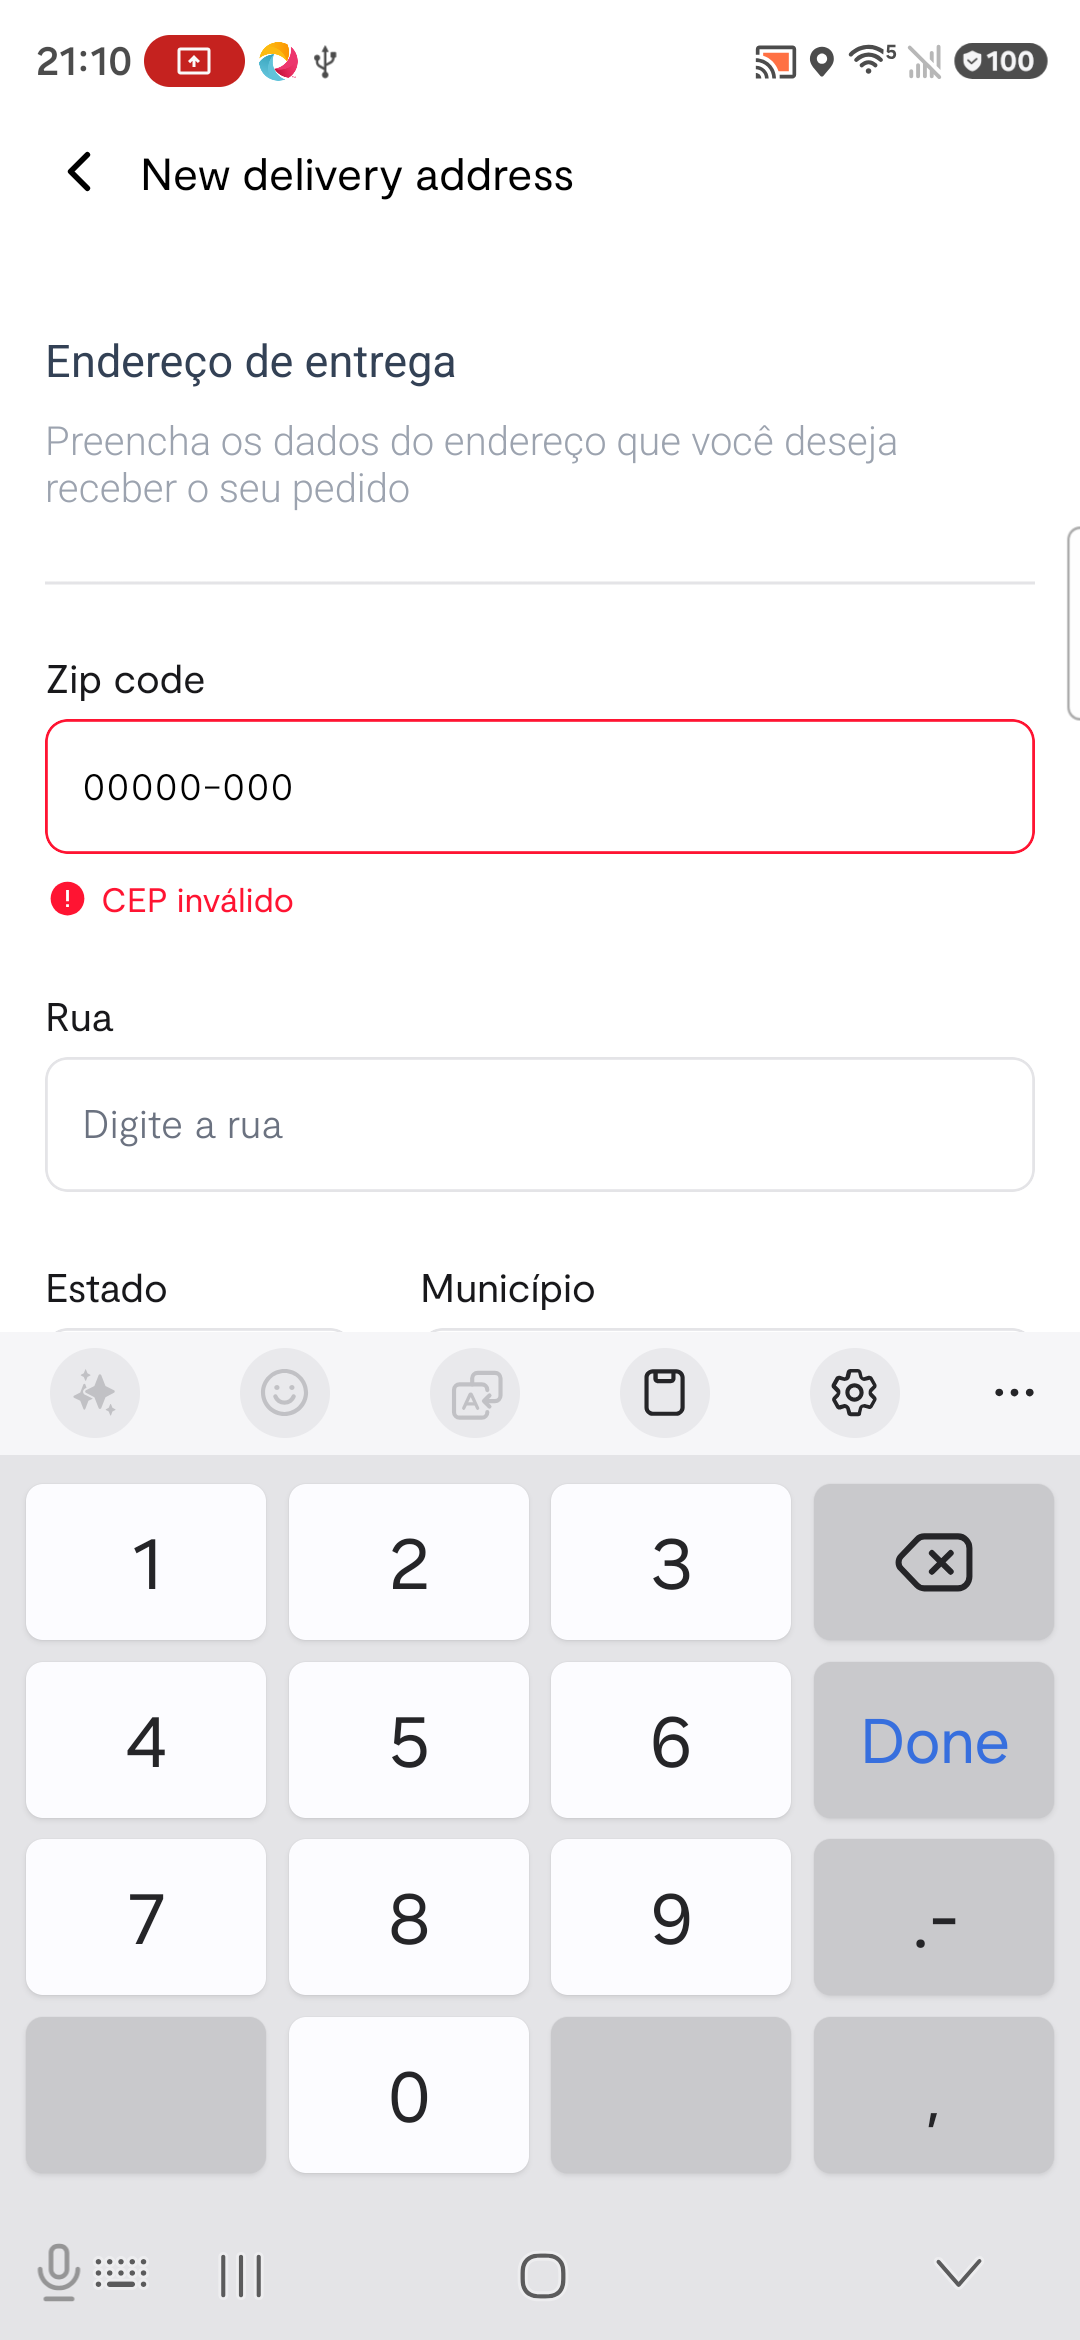 21:10
5
100
New delivery address
Endereço de entrega
Preencha os dados do endereço que você deseja
receber o seu pedido
Zip code
00000-000
! CEP inválido
Rua
Digite a rua
Estado Município
A
1 2 3
4 5 6 Done
7 8 9 .-
0 ,